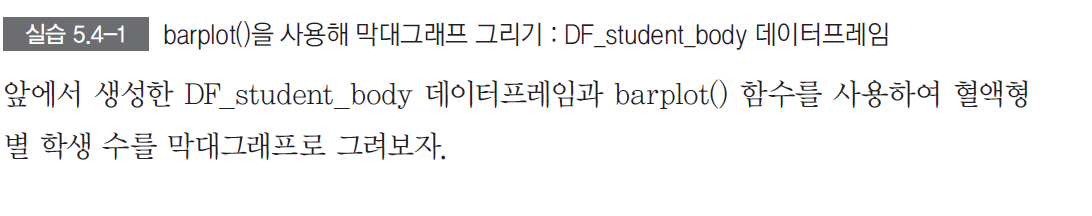 실습 5.4-1 barplot()을 사용해 막대그래프 그리기 : DF_student_body 데이터프레임
앞에서 생성한 DF_student_body 데이터프레임과 barplot() 함수를 사용하여 혈액형
별 학생 수를 막대그래프로 그려보자.